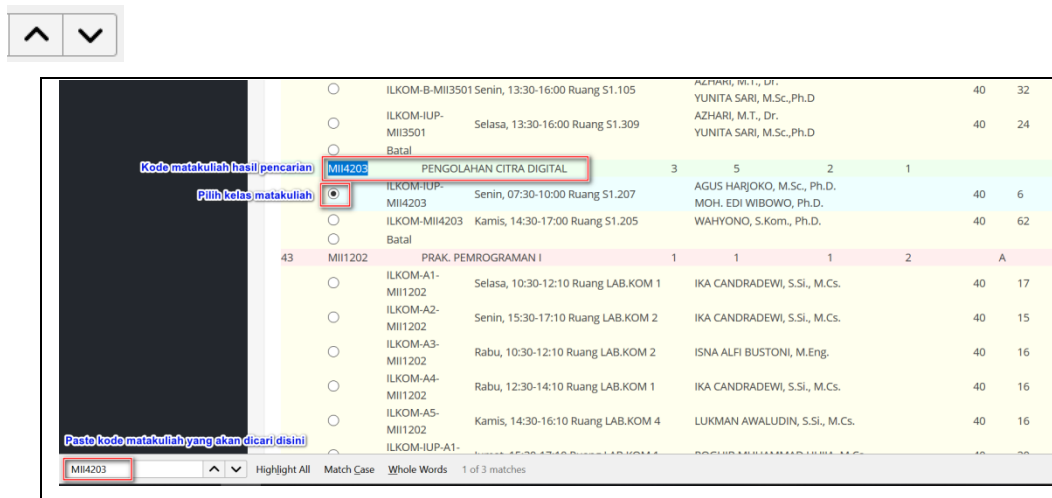 AZHARI, M.T., Dr.
ILKOM-B-MII3501 Senin, 13:30-16:00 Ruang S1.105 40 32
YUNITA SARI, M.Sc.,Ph.D
ILKOM-IUP- AZHARI, M.T., Dr.
MII3501 Selasa, 13:30-16:00 Ruang S1.309 YUNITA SARI, M.Sc.,Ph.D 40 24
Batal
Kode matakuliah hasil pencarian MII4203 PENGOLAHAN CITRA DIGITAL 3 5 2 1
Pilih kelas matakuliah ILKOM-IUP- Senin, 07:30-10:00 Ruang S1.207 AGUS HARJOKO, M.Sc., Ph.D. 40 6
MII4203 MOH. EDI WIBOWO, Ph.D.
ILKOM-MII4203 Kamis, 14:30-17:00 Ruang S1.205 WAHYONO, S.Kom., Ph.D. 40 62
Batal
43 MII1202 PRAK. PEMROGRAMAN I 1 1 1 2 A
ILKOM-A1-
MII1202 Selasa, 10:30-12:10 Ruang LAB.KOM 1 IKA CANDRADEWI, S.Si., M.Cs. 40 17
ILKOM-A2-
MII1202 Senin, 15:30-17:10 Ruang LAB.KOM 2 IKA CANDRADEWI, S.Si., M.Cs. 40 15
ILKOM-A3-
MII1202 Rabu, 10:30-12:10 Ruang LAB.KOM 2 ISNA ALFI BUSTONI, M.Eng. 40 16
ILKOM-A4-
MII1202 Rabu, 12:30-14:10 Ruang LAB.KOM 1 IKA CANDRADEWI, S.Si., M.Cs. 40 16
ILKOM-A5-
MII1202 Kamis, 14:30-16:10 Ruang LAB.KOM 4 LUKMAN AWALUDIN, S.Si., M.Cs. 40 16
Paste kode matakuliah yang akan dicari disini
ILKOM-IUP-A1-
MII4203 Highlight All Match Case Whole Words 1 of 3 matches